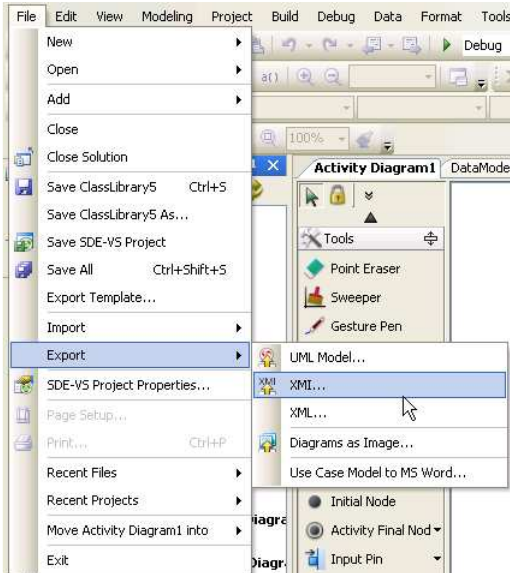 File Edit View Modeling Project Build Debug Data Format Tools
New
Debug
Open
a()
Add
Close
100%
Close Solution
Activity Diagram1 DataMode
Save ClassLibrary5 Ctrl+S
Save ClassLibrary5 As...
Save SDE-VS Project
Tools
Save All Ctrl+Shift+S
Point Eraser
Export Template...
Sweeper
Import
Gesture Pen
Export
UML Model...
SDE-VS Project Properties...
XMI XMI...
Page Setup...
XML...
Print... Ctrl+P
Diagrams as Image...
Recent Files
Use Case Model to MS Word...
Recent Projects
Initial Node
Move Activity Diagram1 into
iagra
Activity Final Nod
Exit
Diagr
Input Pin